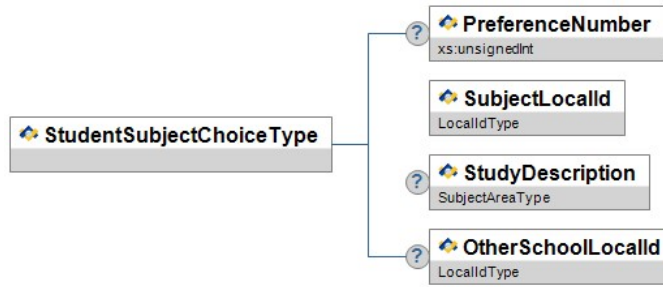 ?
PreferenceNumber
xs:unsignedInt
SubjectLocalId
LocalIdType
StudentSubjectChoiceType
?
StudyDescription
SubjectAreaType
?
OtherSchoolLocalId
LocalIdType